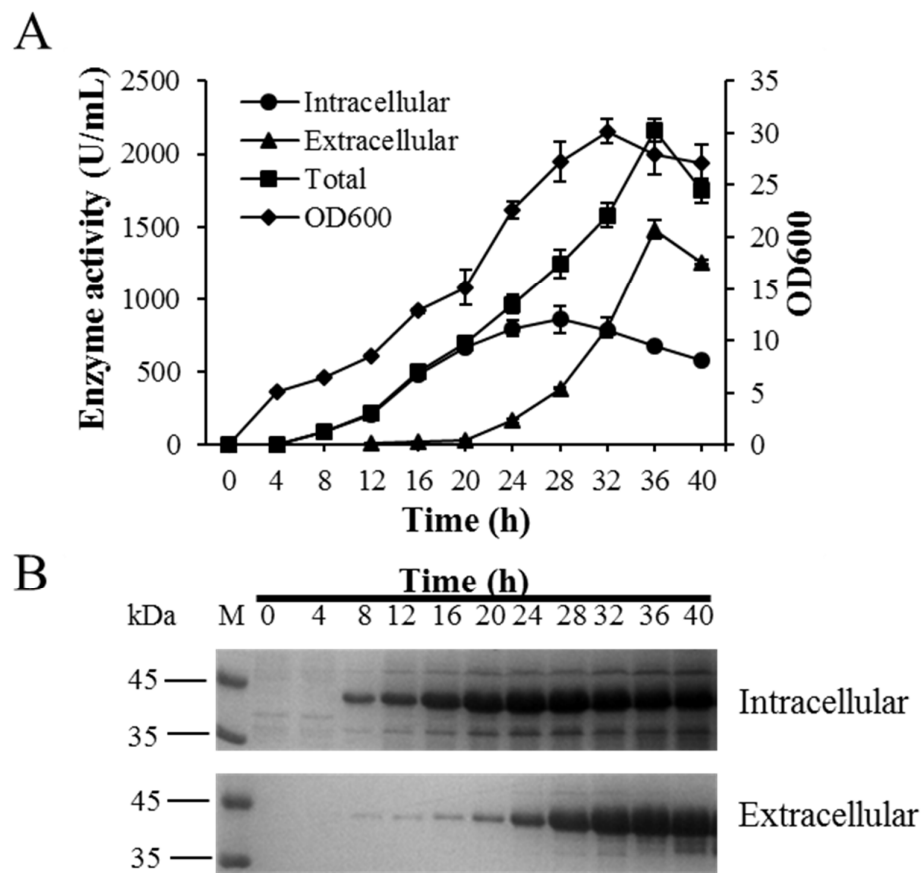 A
Enzyme activity (U/mL)
2500
2000
1500
1000
500
0
Intracellular
Extracellular
Total
OD600
35
30
25
20
15
10
5
0
OD600
0 4 8 12 16 20 24 28 32 36 40
Time (h)
B
Time (h)
kDa M 0 4 8 12 16 20 24 28 32 36 40
45
35
Intracellular
45
35
Extracellular